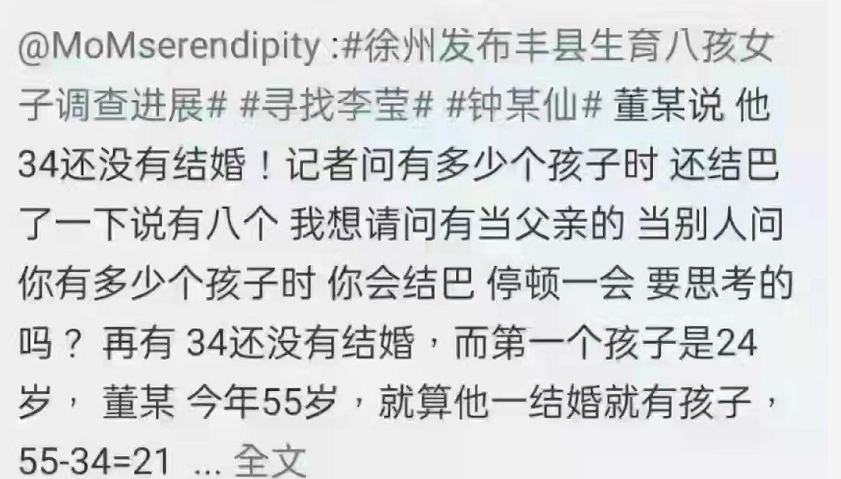 @MoMserendipity :#徐州发布丰县生育八孩女
子调查进展# #寻找李莹# #钟某仙# 董某说 他
34还没有结婚！记者问有多少个孩子时 还结巴
了一下说有八个 我想请问有当父亲的 当别人问
你有多少个孩子时 你会结巴 停顿一会 要思考的
吗？ 再有 34还没有结婚，而第一个孩子是24
岁， 董某 今年55岁，就算他一结婚就有孩子，
55-34=21 ... 全文